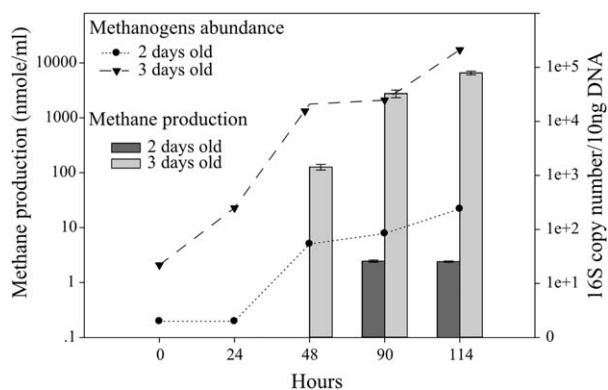 Methanogens abundance
2 days old
3 days old
Methane production
2 days old
3 days old
Methane production (nmole/ml)
10000
1000
100
10
1
.1
16S copy number/10ng DNA
1e+5
1e+4
1e+3
1e+2
1e+1
0
0 24 48 90 114
Hours